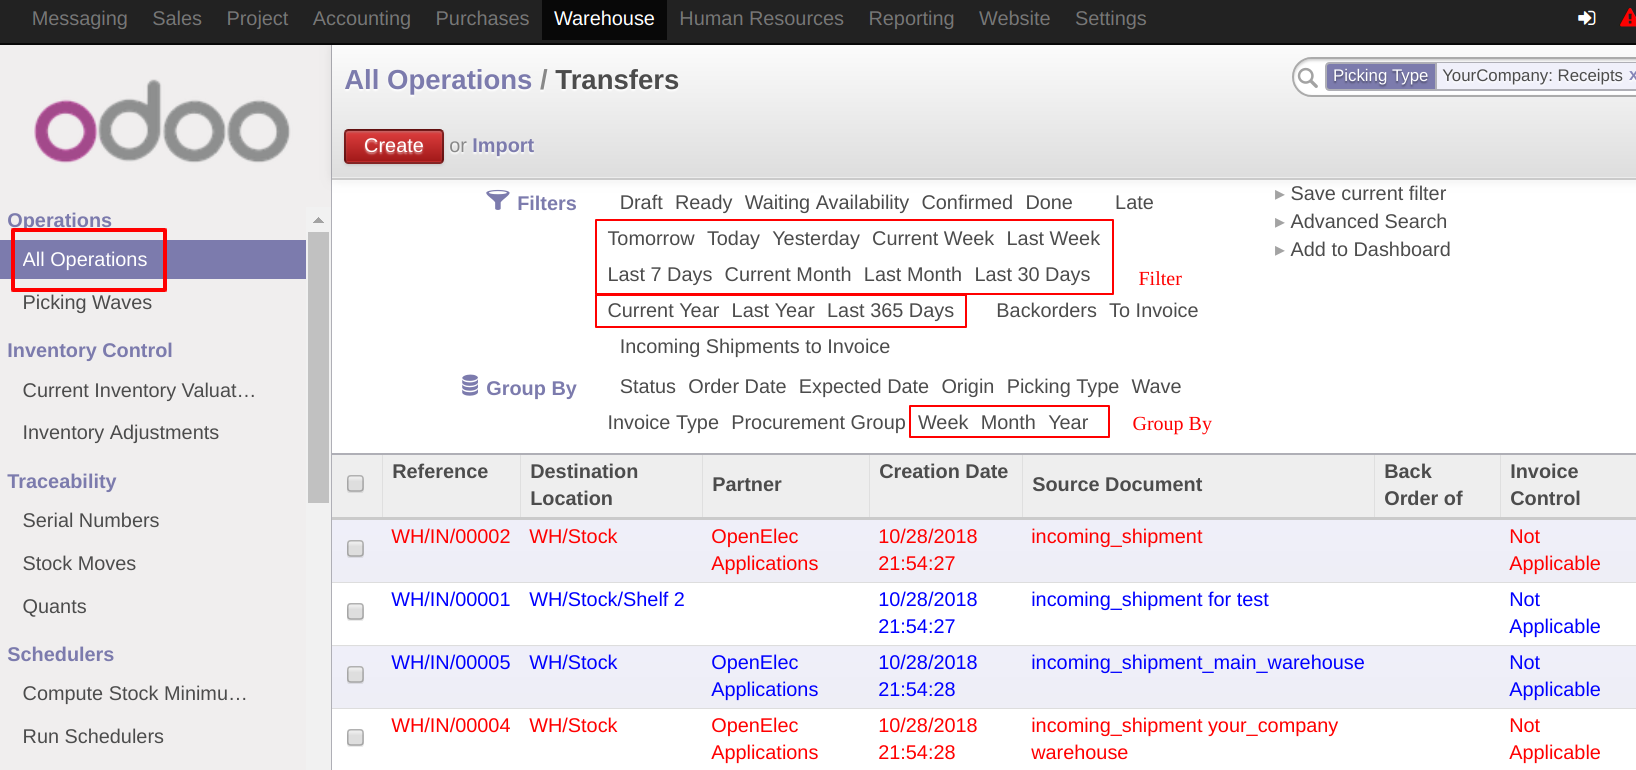 Messaging Sales Project Accounting Purchases Warehouse Human Resources Reporting Website Settings
odoo
Operations
All Operations
Picking Waves
Inventory Control
Current Inventory Valuat...
Inventory Adjustments
Traceability
Serial Numbers
Stock Moves
Quants
Schedulers
Compute Stock Minimu...
Run Schedulers
All Operations / Transfers
Picking Type YourCompany: Receipts x
Create or Import
Filters Draft Ready Waiting Availability Confirmed Done Late
Tomorrow Today Yesterday Current Week Last Week
Last 7 Days Current Month Last Month Last 30 Days Filter
Current Year Last Year Last 365 Days Backorders To Invoice
Incoming Shipments to Invoice
Group By Status Order Date Expected Date Origin Picking Type Wave
Invoice Type Procurement Group Week Month Year Group By
Save current filter
Advanced Search
Add to Dashboard
Reference Destination Location Partner Creation Date Source Document Back Order of Invoice Control
WH/IN/00002 WH/Stock OpenElec Applications 10/28/2018 21:54:27 incoming_shipment Not Applicable
WH/IN/00001 WH/Stock/Shelf 2 10/28/2018 21:54:27 incoming_shipment for test Not Applicable
WH/IN/00005 WH/Stock OpenElec Applications 10/28/2018 21:54:28 incoming_shipment_main_warehouse Not Applicable
WH/IN/00004 WH/Stock OpenElec Applications 10/28/2018 21:54:28 incoming_shipment your_company warehouse Not Applicable